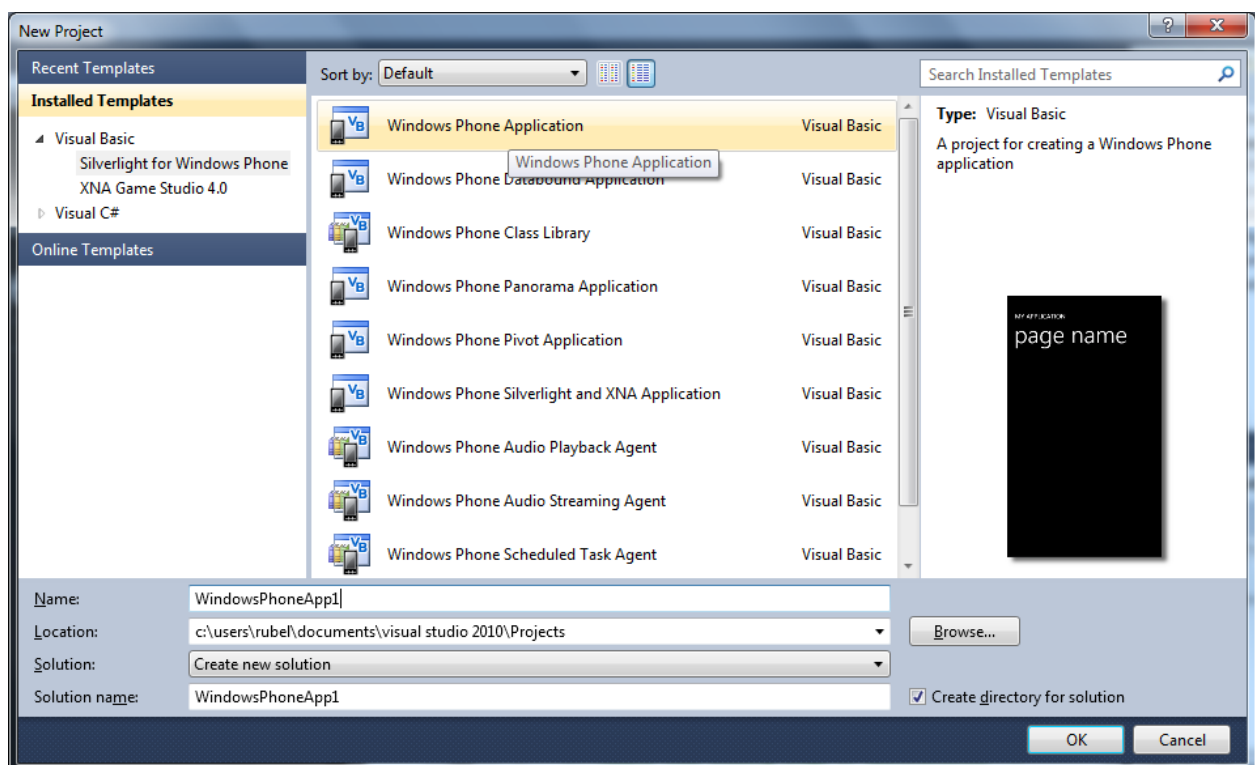 New Project
Recent Templates
Installed Templates
Visual Basic
Silverlight for Windows Phone
XNA Game Studio 4.0
Visual C#
Online Templates
Sort by: Default
Windows Phone Application Visual Basic
Windows Phone Application
Windows Phone Databound Application Visual Basic
Windows Phone Class Library Visual Basic
Windows Phone Panorama Application Visual Basic
Windows Phone Pivot Application Visual Basic
Windows Phone Silverlight and XNA Application Visual Basic
Windows Phone Audio Playback Agent Visual Basic
Windows Phone Audio Streaming Agent Visual Basic
Windows Phone Scheduled Task Agent Visual Basic
Search Installed Templates
Type: Visual Basic
A project for creating a Windows Phone
application
MY APPLICATION
page name
Name: WindowsPhoneApp1
Location: c:\users\rubel\documents\visual studio 2010\Projects Browse...
Solution: Create new solution
Solution name: WindowsPhoneApp1 Create directory for solution
OK Cancel